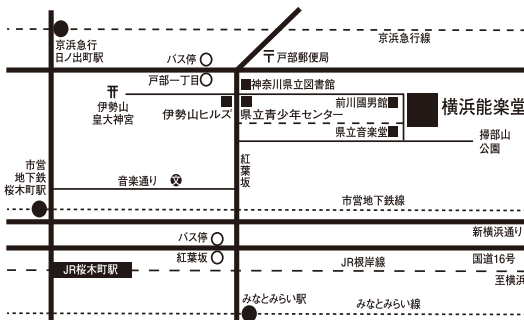 京浜急行線
京浜急行
日ノ出町駅
バス停
戸部郵便局
戸部一丁目
神奈川県立図書館
伊勢山
皇大神宮
伊勢山ヒルズ
県立青少年センター
前川國男館
横浜能楽堂
県立音楽堂
掃部山
公園
紅葉坂
市営
地下鉄
桜木町駅
音楽通り
文
市営地下鉄線
新横浜通り
バス停
紅葉坂
国道16号
JR根岸線
JR桜木町駅
至横浜
みなとみらい駅
みなとみらい線